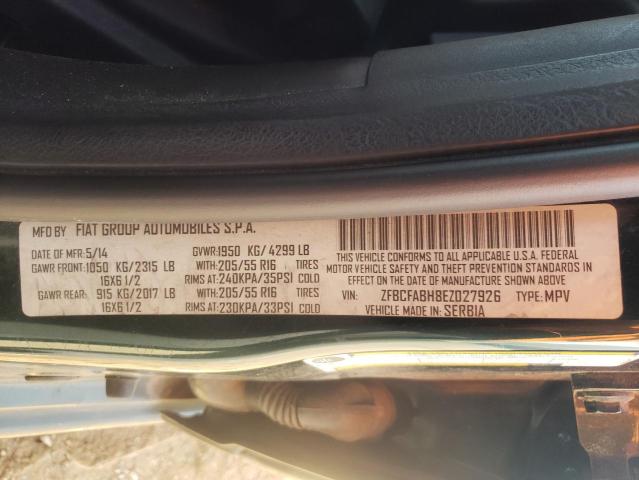 MFD BY FIAT GROUP AUTOMOBILES S.P.A.
DATE OF MFR: 5/14 GVWR: 1950 KG/ 4299 LB
GAWR FRONT: 1050 KG/2315 LB WITH: 205/55 R16 TIRES
16X6 1/2 RIMS AT: 240KPA/35PSI COLD
GAWR REAR: 915 KG/2017 LB WITH: 205/55 R16 TIRES
16X6 1/2 RIMS AT: 230KPA/33PSI COLD
THIS VEHICLE CONFORMS TO ALL APPLICABLE U.S.A. FEDERAL
MOTOR VEHICLE SAFETY, BUMPER, AND THEFT PREVENTION
STANDARDS IN EFFECT ON THE DATE OF MANUFACTURE SHOWN ABOVE
VIN: ZFBCFABH8EZ027926 TYPE: MPV
VEHICLE MADE IN: SERBIA